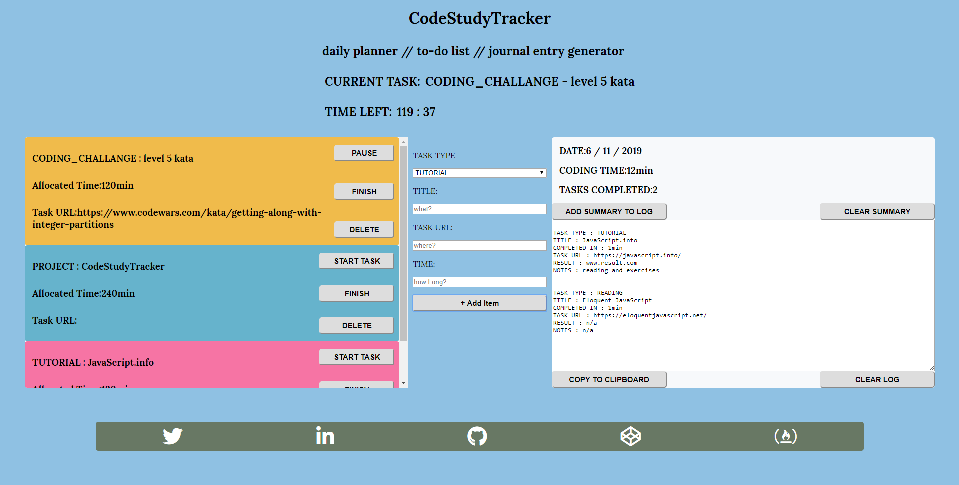 CodeStudyTracker
daily planner // to-do list // journal entry generator
CURRENT TASK: CODING_CHALLANGE - level 5 kata
TIME LEFT: 119 : 37
CODING_CHALLANGE : level 5 kata
PAUSE
Allocated Time:120min
FINISH
Task URL:https://www.codewars.com/kata/getting-along-with-
integer-partitions
DELETE
PROJECT : CodeStudyTracker
START TASK
Allocated Time:240min
FINISH
Task URL:
DELETE
TUTORIAL : JavaScript.info
START TASK
TASK TYPE
TUTORIAL
TITLE:
what?
TASK URL:
where?
TIME:
how long?
+ Add Item
DATE:6 / 11 / 2019
CODING TIME:12min
TASKS COMPLETED:2
ADD SUMMARY TO LOG
CLEAR SUMMARY
TASK TYPE : TUTORIAL
TITLE : JavaScript.info
COMPLETED IN : 1min
TASK URL : https://javascript.info/
RESULT : www.result.com
NOTES : reading and exercises
TASK TYPE : READING
TITLE : Eloquent JavaScript
COMPLETED IN : 1min
TASK URL : https://eloquentjavascript.net/
RESULT : n/a
NOTES : n/a
COPY TO CLIPBOARD
CLEAR LOG